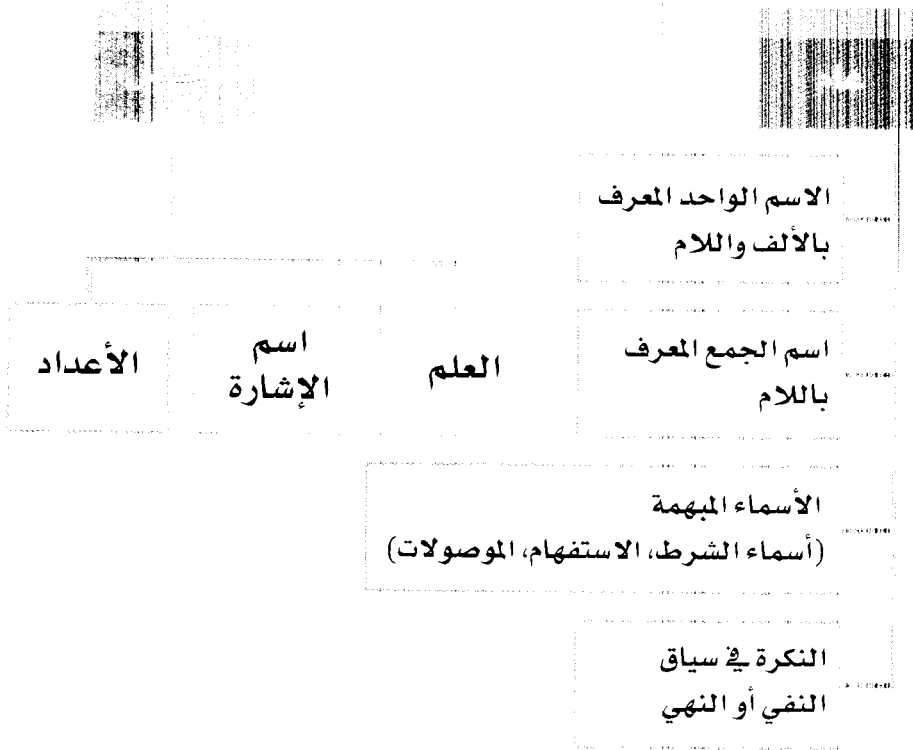 الاسم الواحد المعرف
بالألف واللام
اسم الجمع المعرف
باللام
العلم
اسم
الإشارة
الأعداد
الأسماء المبهمة
(أسماء الشرط، الاستفهام، الموصولات)
النكرة في سياق
النفي أو النهي